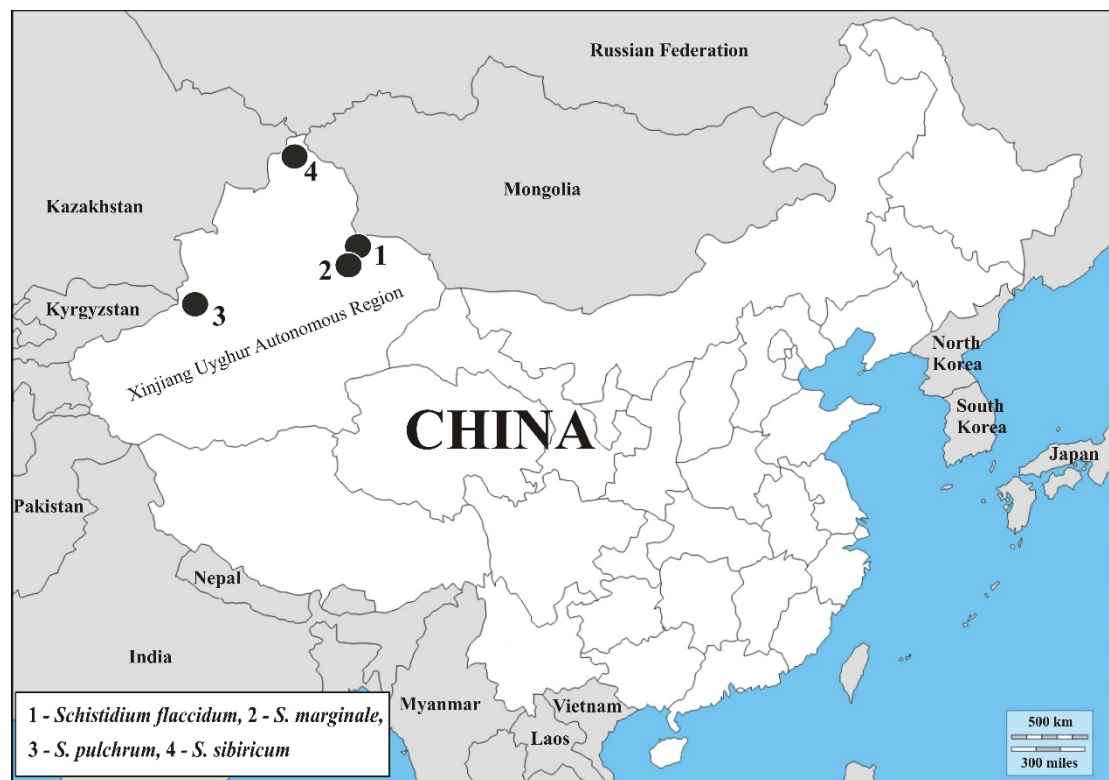 Russian Federation
4
Mongolia
Kazakhstan
1
2
Kyrgyzstan
3
Xinjiang Uyghur Autonomous Region
North
Korea
CHINA
South
Korea
Japan
Pakistan
Nepal
India
Myanmar
Vietnam
Laos
1 - Schistidium flaccidum, 2 - S. marginale,
3 - S. pulchrum, 4 - S. sibiricum
500 km
300 miles